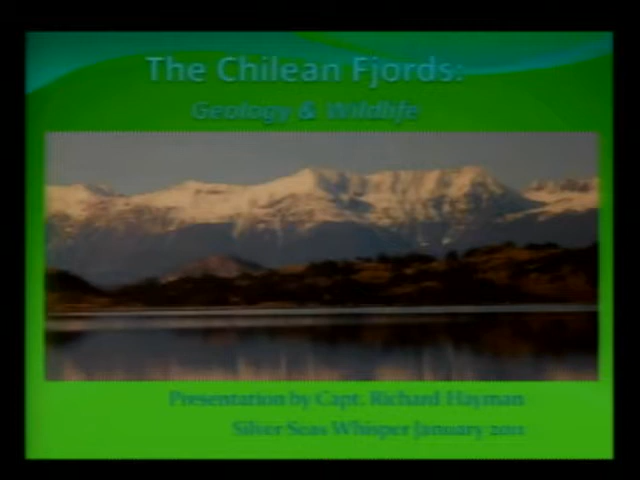 The Chilean Fjords:
Geology & Wildlife
Presentation by Capt. Richard Hayman
Silver Seas Whisper January 2011